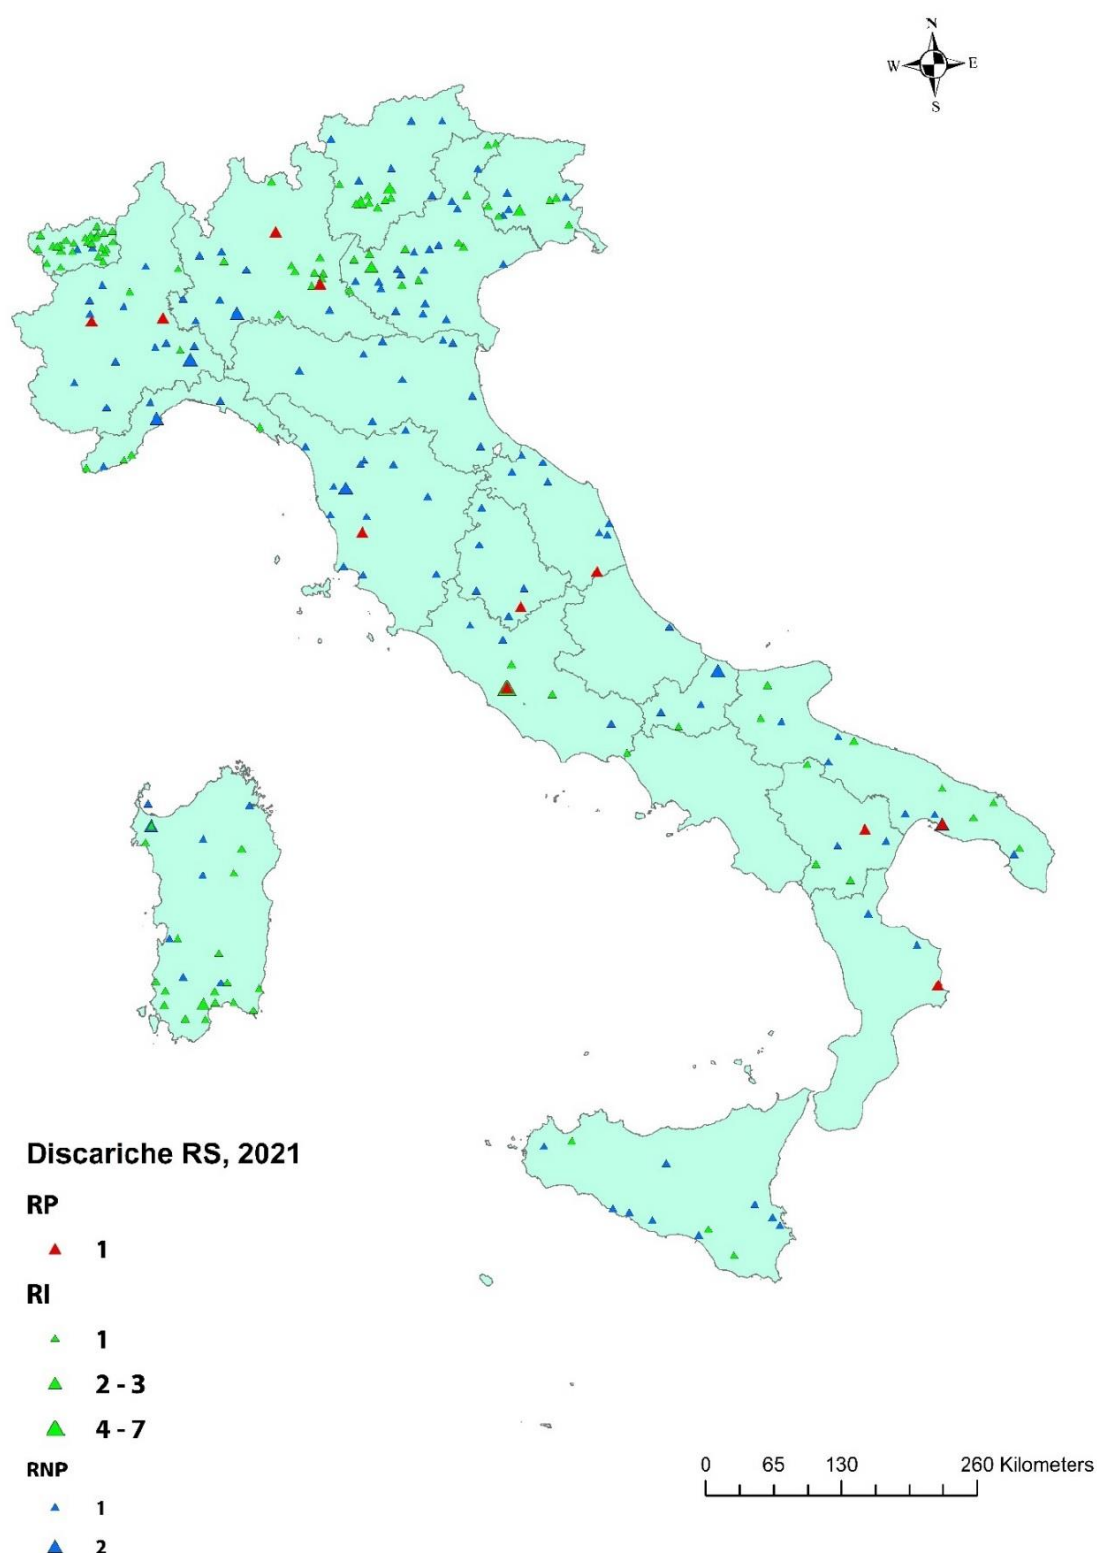 N
W E
S
Discariche RS, 2021
RP
1
RI
1
2 - 3
4 - 7
RNP
1
2
0 65 130 260 Kilometers